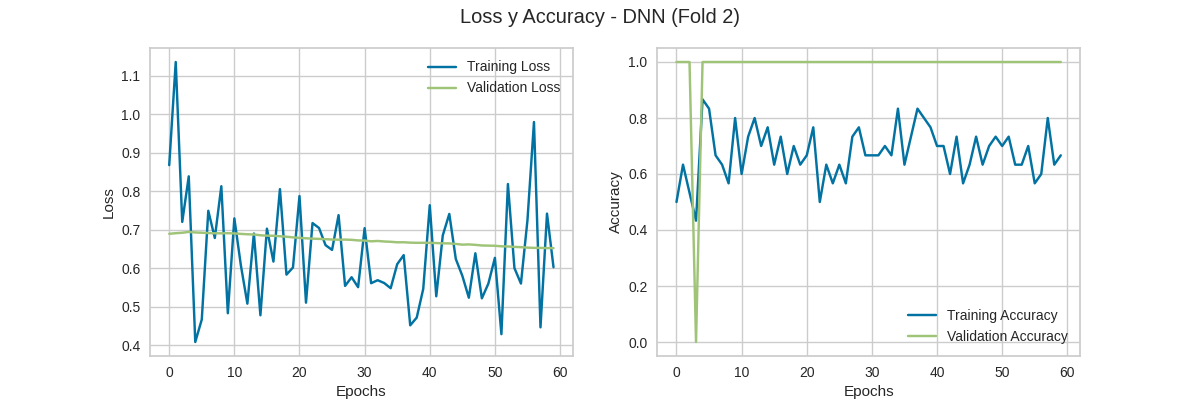 Loss y Accuracy - DNN (Fold 2)
Training Loss
Validation Loss
1.1
1.0
0.9
0.8
0.7
0.6
0.5
0.4
Loss
0 10 20 30 40 50 60
Epochs
1.0
0.8
0.6
0.4
0.2
0.0
Accuracy
Training Accuracy
Validation Accuracy
0 10 20 30 40 50 60
Epochs